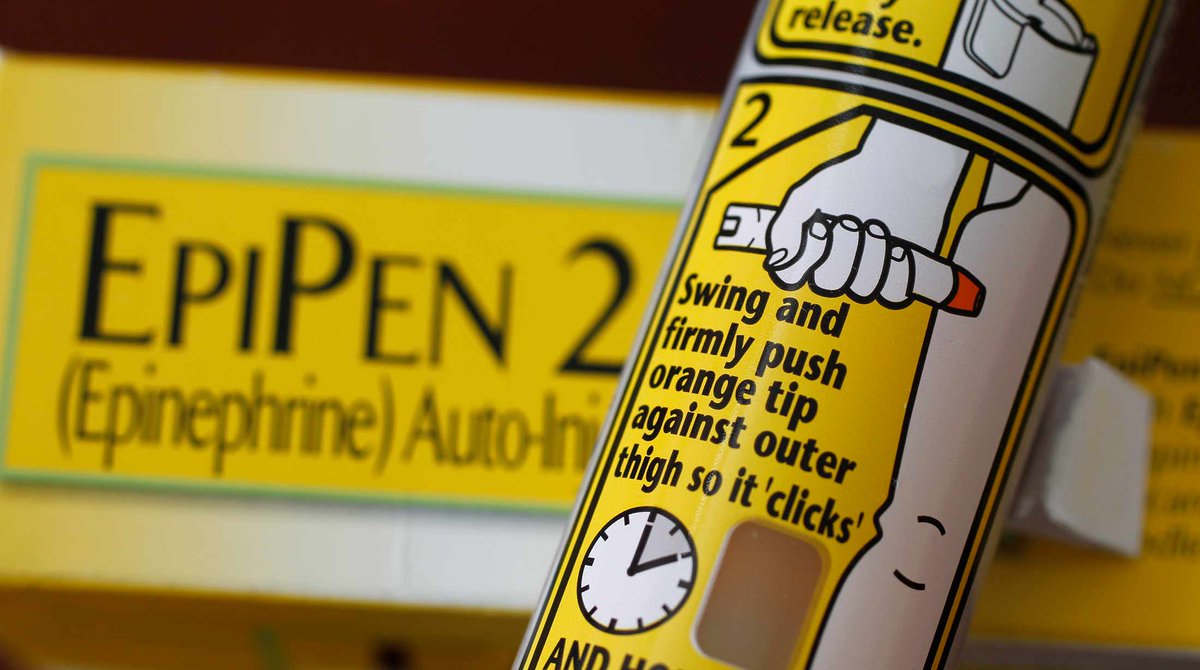 EpiPen 2
(Epinephrine) Auto-Inj
release.
2
Swing and
firmly push
orange tip
against outer
thigh so it 'clicks'
AND HO